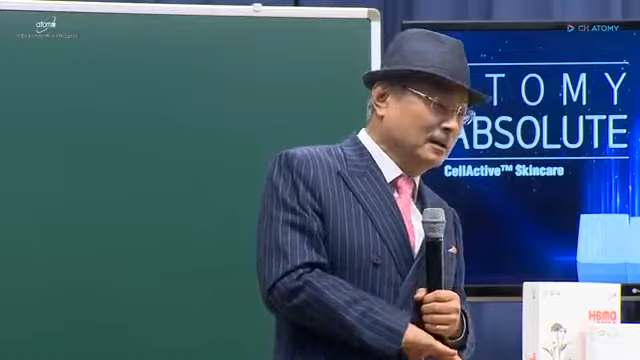 atomy
CH.ATOMY
ATOMY
ABSOLUTE
CellActive™ Skincare
HEMO